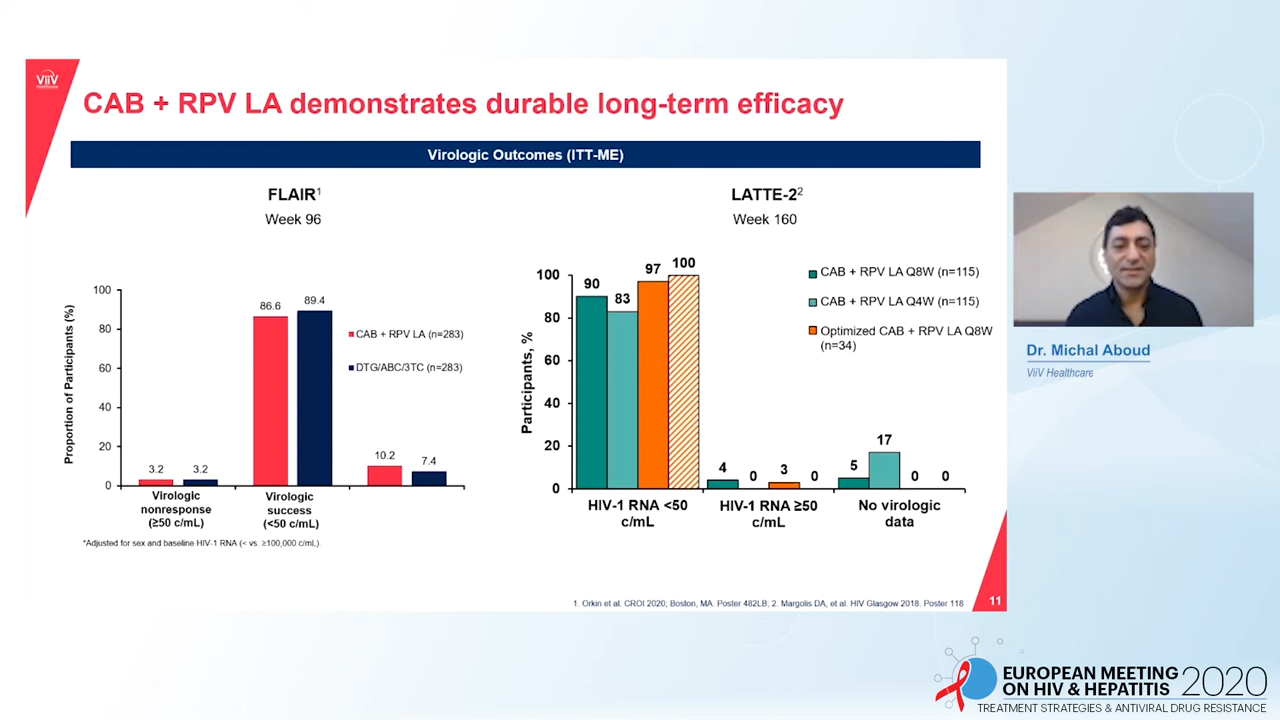 ViiV
CAB + RPV LA demonstrates durable long-term efficacy
Virologic Outcomes (ITT-ME)
FLAIR1
Week 96
Proportion of Participants (%)
100
80
60
40
20
0
3.2
3.2
86.6
89.4
10.2
7.4
CAB + RPV LA (n=283)
DTG/ABC/3TC (n=283)
Virologic
nonresponse
(≥50 c/mL)
Virologic
success
(<50 c/mL)
*Adjusted for sex and baseline HIV-1 RNA (< vs. ≥100,000 c/mL).
LATTE-22
Week 160
Participants, %
100
80
60
40
20
0
90
83
97
100
4
0
3
0
5
17
0
0
CAB + RPV LA Q8W (n=115)
CAB + RPV LA Q4W (n=115)
Optimized CAB + RPV LA Q8W
(n=34)
HIV-1 RNA <50
c/mL
HIV-1 RNA ≥50
c/mL
No virologic
data
1. Orkin et al. CROI 2020; Boston, MA. Poster 482LB, 2. Margolis DA, et al. HIV Glasgow 2018. Poster 118
11
Dr. Michal Aboud
ViiV Healthcare
EUROPEAN MEETING
ON HIV & HEPATITIS 2020
TREATMENT STRATEGIES & ANTIVIRAL DRUG RESISTANCE